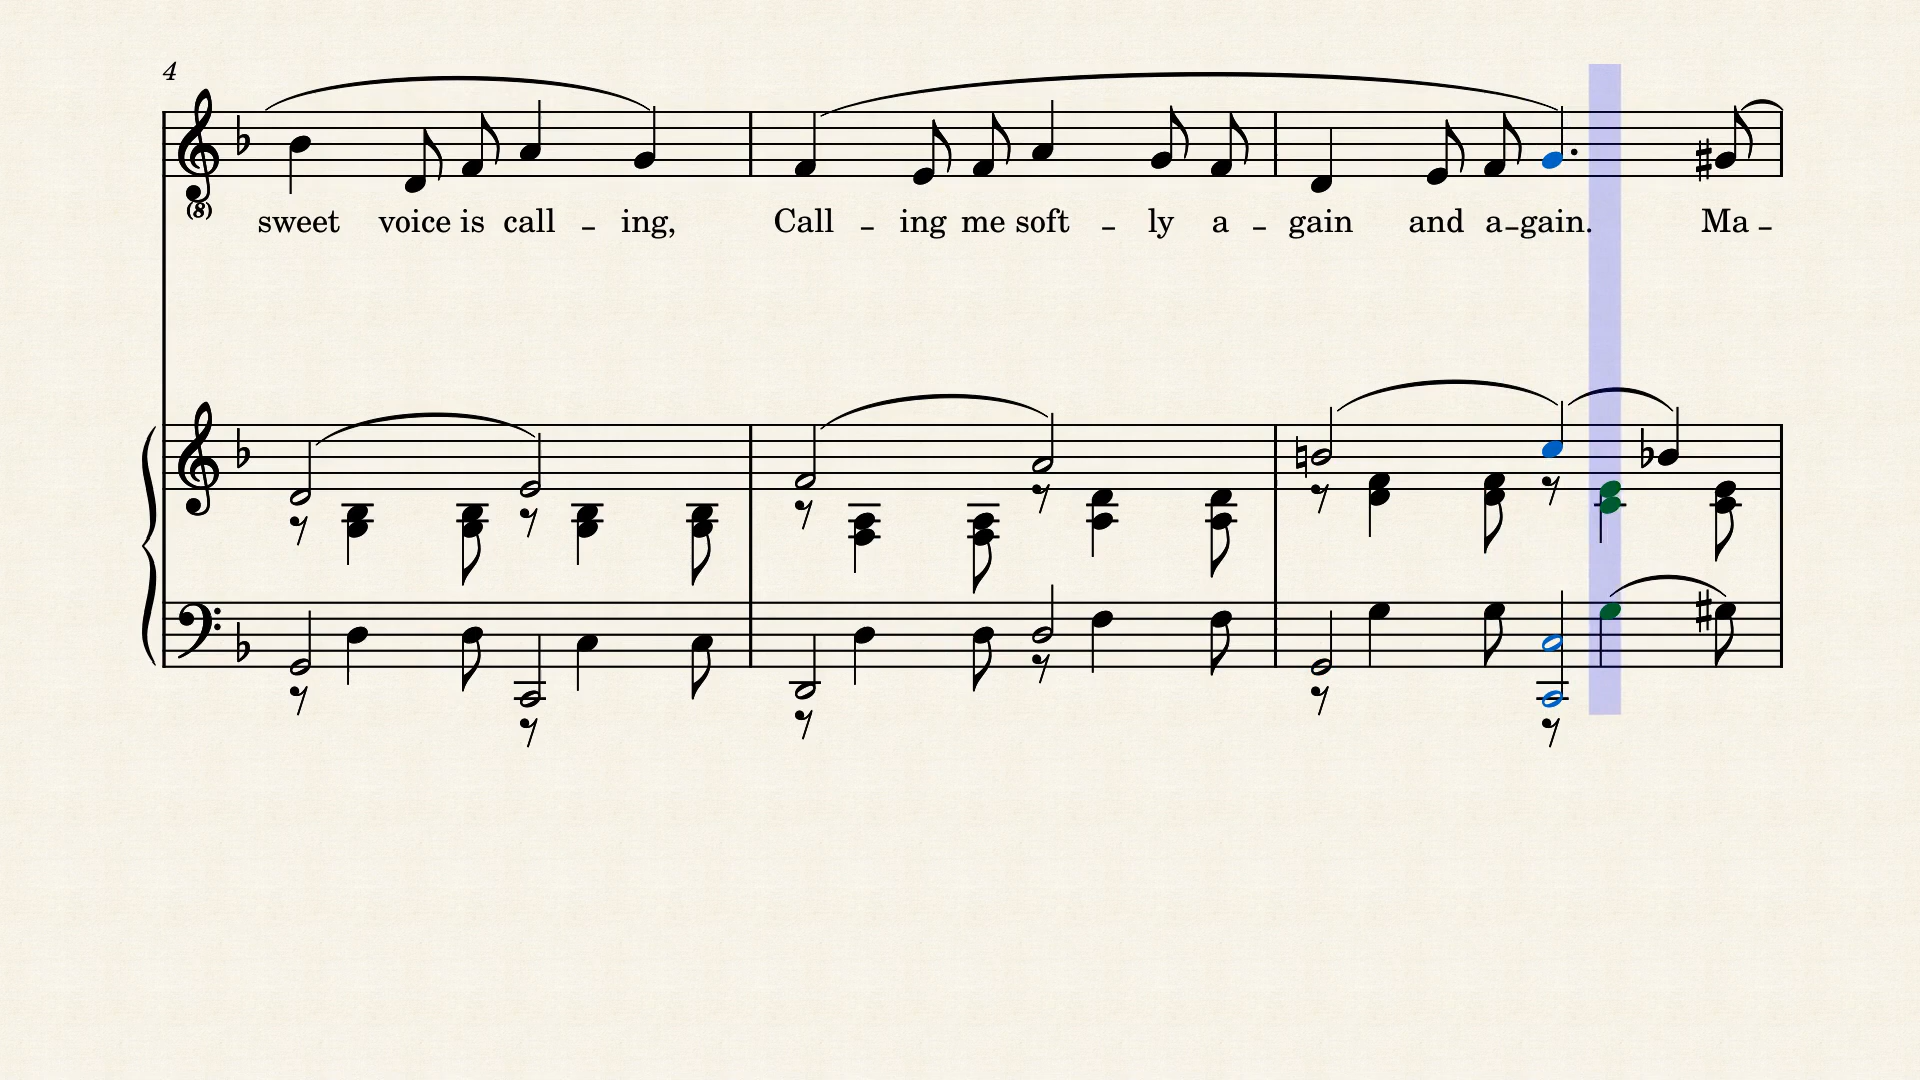 4
(8)
sweet voice is call - ing, Call - ing me soft - ly a - gain and a-gain. Ma -